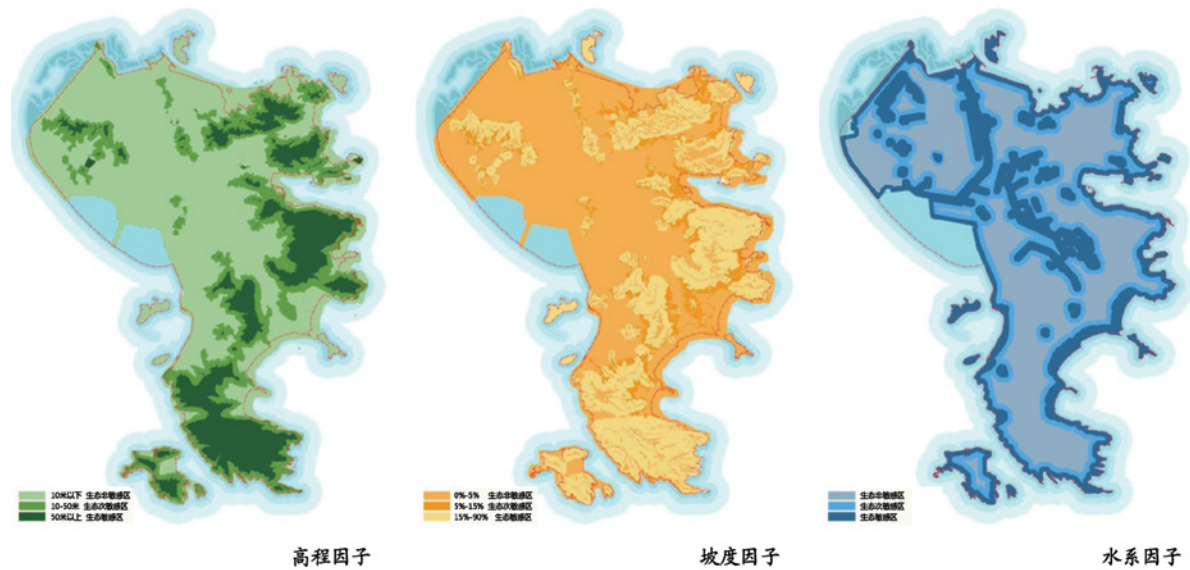 10米以下 生态非敏感区
10-50米 生态次敏感区
50米以上 生态敏感区
高程因子
0%-5% 生态非敏感区
5%-15% 生态次敏感区
15%-90% 生态敏感区
坡度因子
生态非敏感区
生态次敏感区
生态敏感区
水系因子